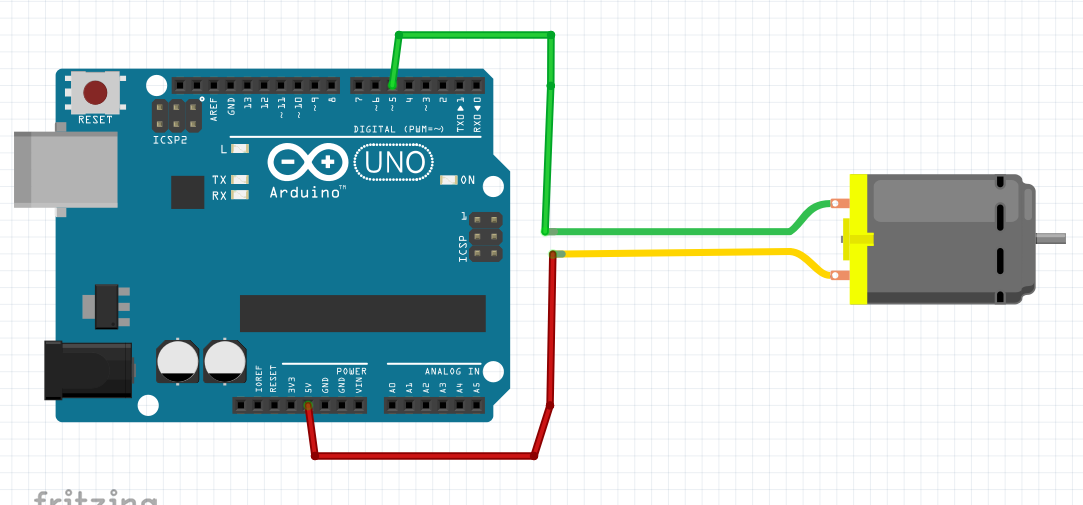 RESET
ICSP2
AREF
GND
13
12
~11
~10
~9
8
7
~6
~5
4
~3
2
TX0▶1
RX0◀0
DIGITAL (PWM=~)
L
TX
RX
Arduino™
UNO
ON
1
ICSP
POWER
ANALOG IN
IOREF
RESET
3V3
5V
GND
GND
VIN
A0
A1
A2
A3
A4
A5
fritzing